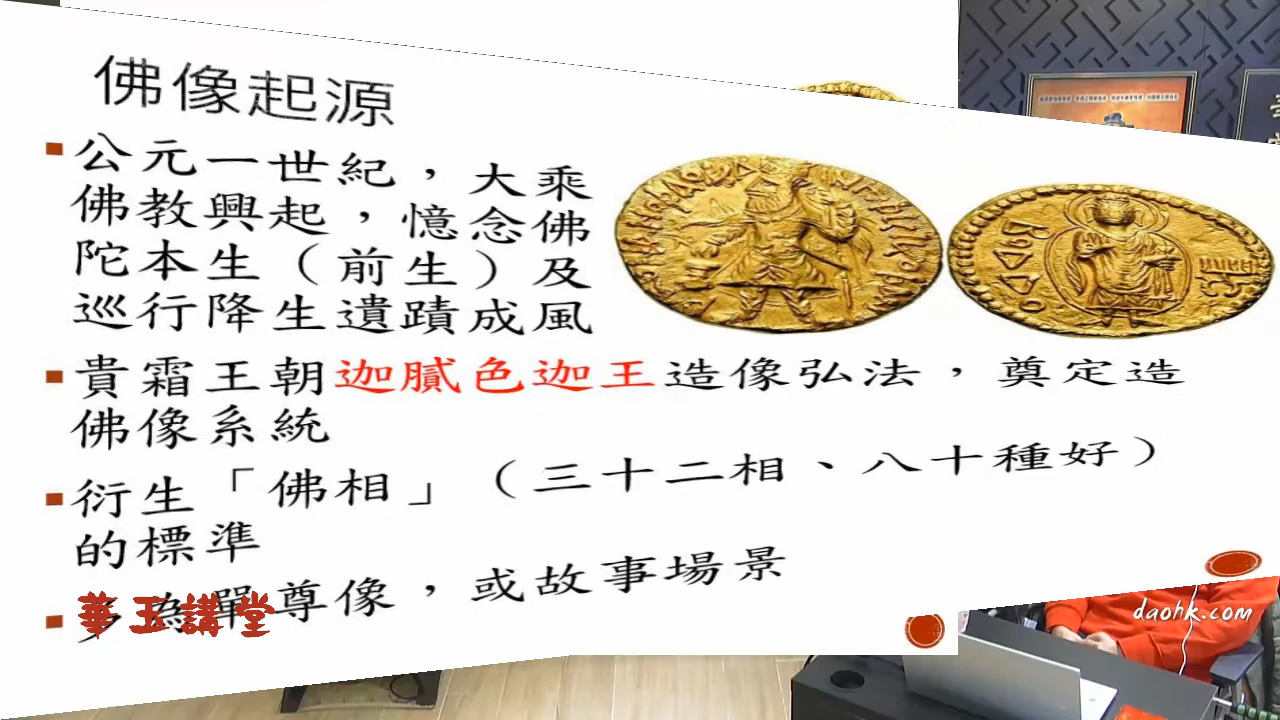 佛像起源
公元一世紀，大乘
佛教興起，憶念佛
陀本生（前生）及
巡行降生遺蹟成風
貴霜王朝迦膩色迦王造像弘法，奠定造
佛像系統
衍生「佛相」（三十二相、八十種好）
的標準
多為單尊像，或故事場景
華玉講堂
daohk.com